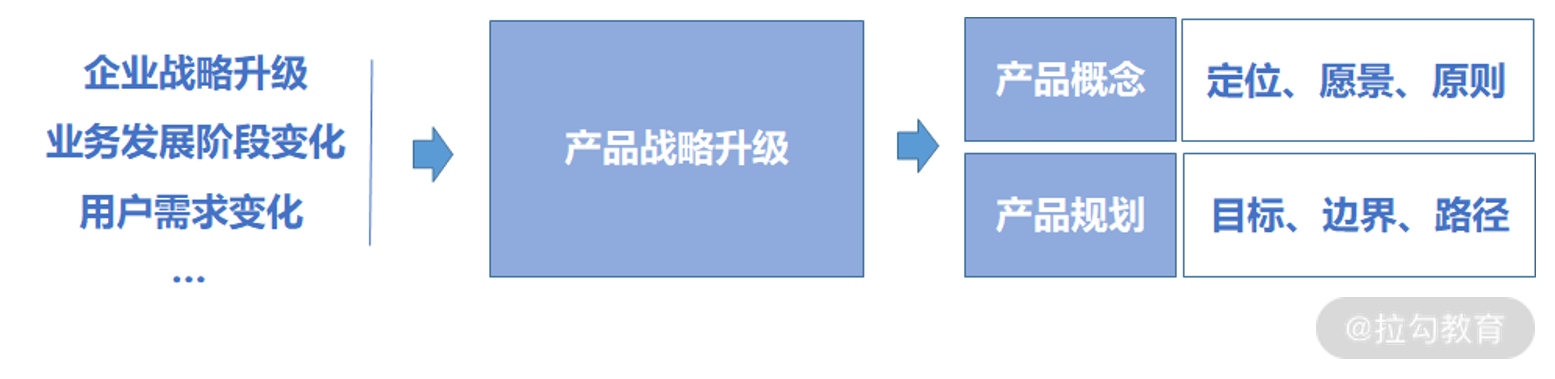 企业战略升级
业务发展阶段变化
用户需求变化
...
产品战略升级
产品概念
定位、愿景、原则
产品规划
目标、边界、路径
@拉勾教育